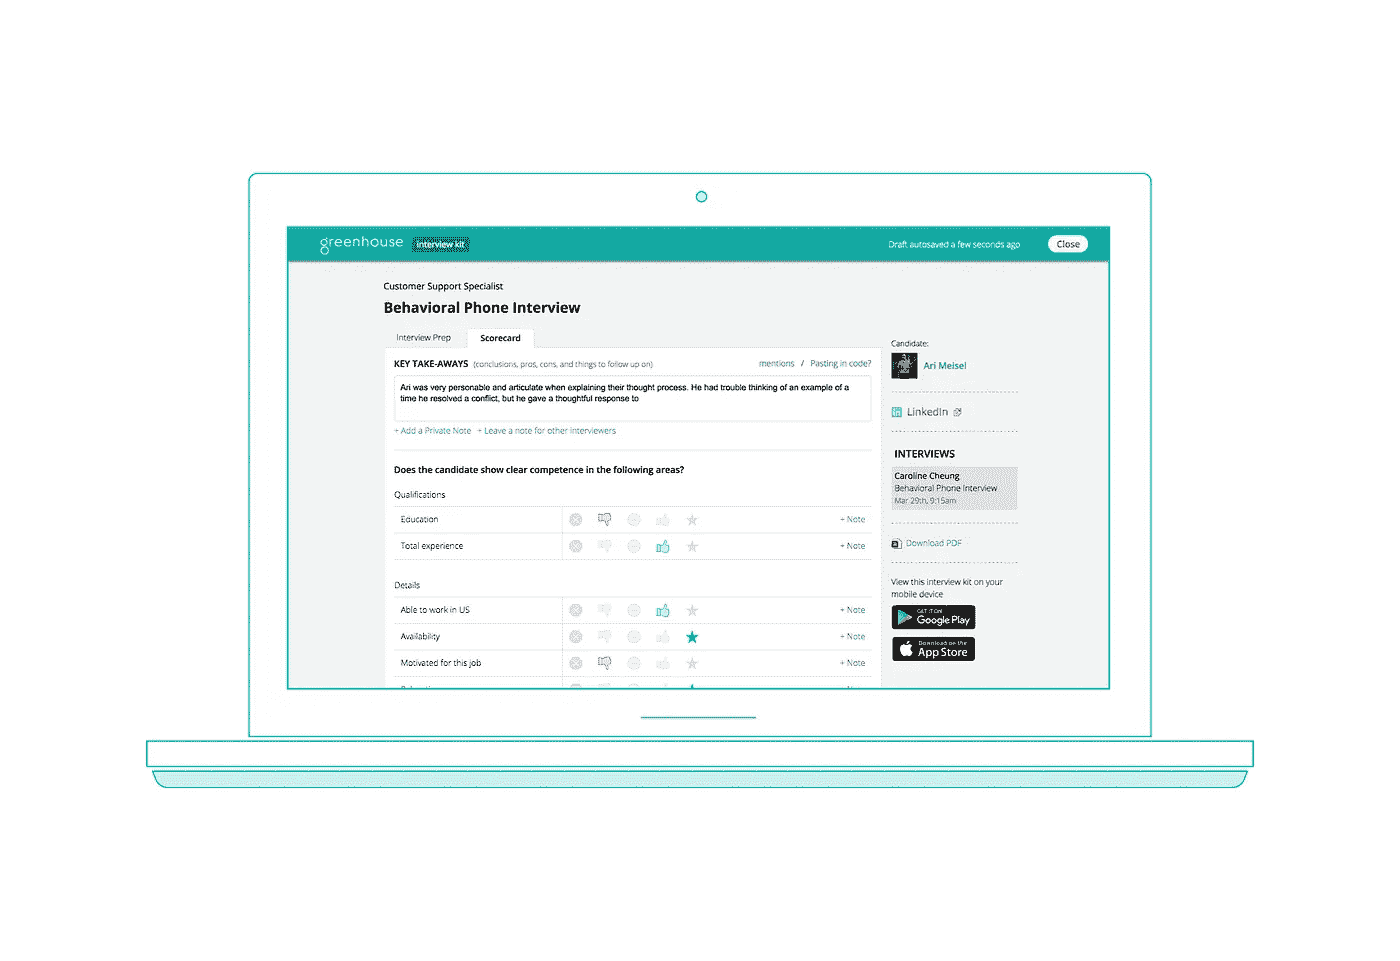 greenhouse interview kit
Draft autosaved a few seconds ago
Close
Customer Support Specialist
Behavioral Phone Interview
Interview Prep
Scorecard
KEY TAKE-AWAYS (conclusions, pros, cons, and things to follow up on)
mentions / Pasting in code?
Ari was very personable and articulate when explaining their thought process. He had trouble thinking of an example of a
time he resolved a conflict, but he gave a thoughtful response to
+ Add a Private Note + Leave a note for other interviewers
Does the candidate show clear competence in the following areas?
Qualifications
Education
+ Note
Total experience
+ Note
Details
Able to work in US
+ Note
Availability
+ Note
Motivated for this job
+ Note
Candidate:
Ari Meisel
LinkedIn
INTERVIEWS
Caroline Cheung
Behavioral Phone Interview
Mar 29th, 9:15am
Download PDF
View this interview kit on your
mobile device
GET IT ON
Google Play
Download on the
App Store